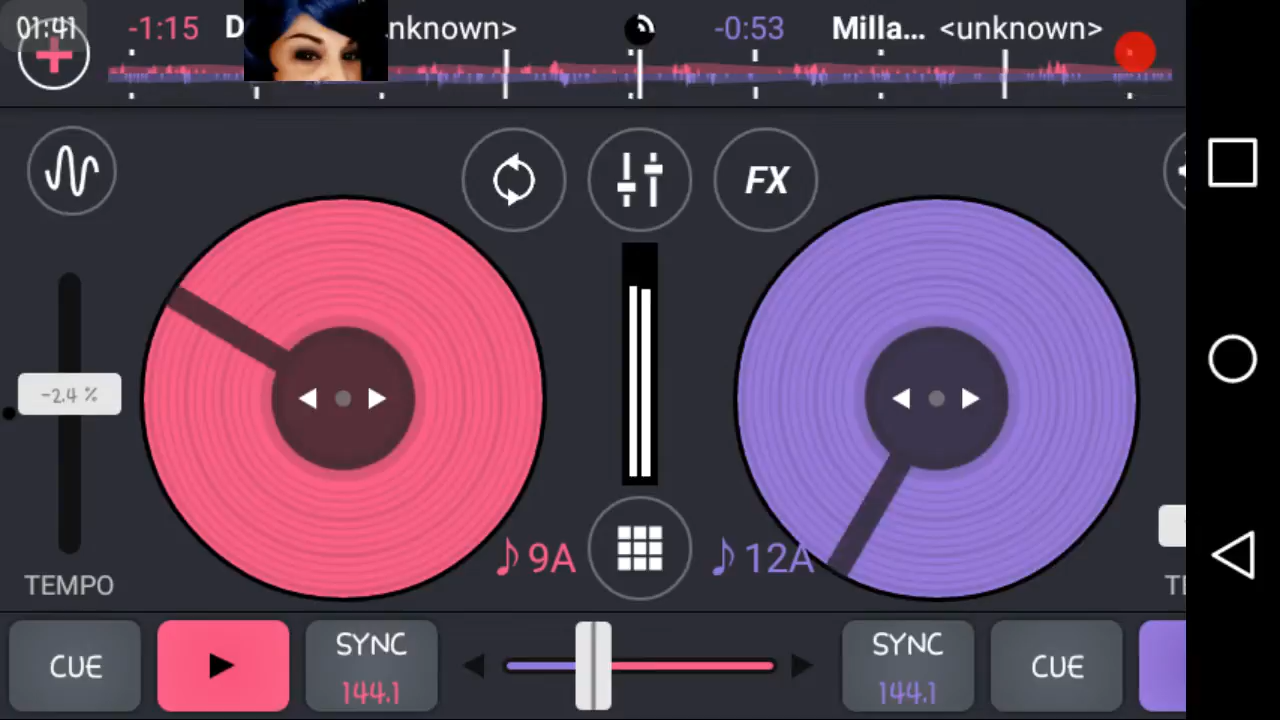 01:41
-1:15 D nknown> -0:53 Milla... <unknown>
FX
-2.4 %
9A 12A
TEMPO TE
CUE SYNC 144.1 SYNC 144.1 CUE